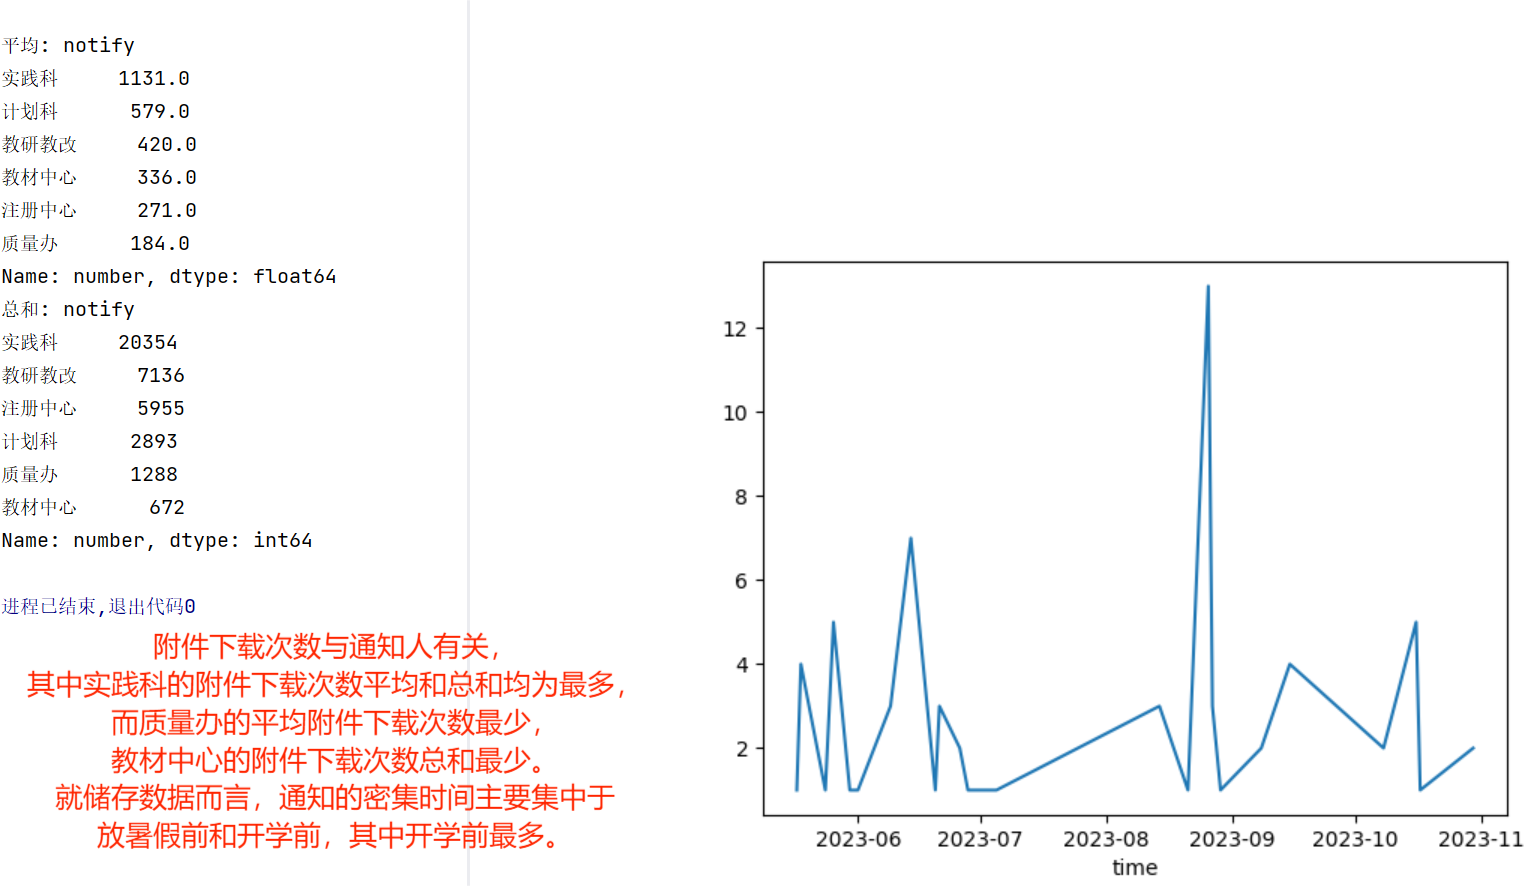 平均: notify
实践科 1131.0
计划科 579.0
教研教改 420.0
教材中心 336.0
注册中心 271.0
质量办 184.0
Name: number, dtype: float64
总和: notify
实践科 20354
教研教改 7136
注册中心 5955
计划科 2893
质量办 1288
教材中心 672
Name: number, dtype: int64
进程已结束,退出代码0
附件下载次数与通知人有关，
其中实践科的附件下载次数平均和总和均为最多，
而质量办的平均附件下载次数最少，
教材中心的附件下载次数总和最少。
就储存数据而言，通知的密集时间主要集中于
放暑假前和开学前，其中开学前最多。
12
10
8
6
4
2
2023-06 2023-07 2023-08 2023-09 2023-10 2023-11
time